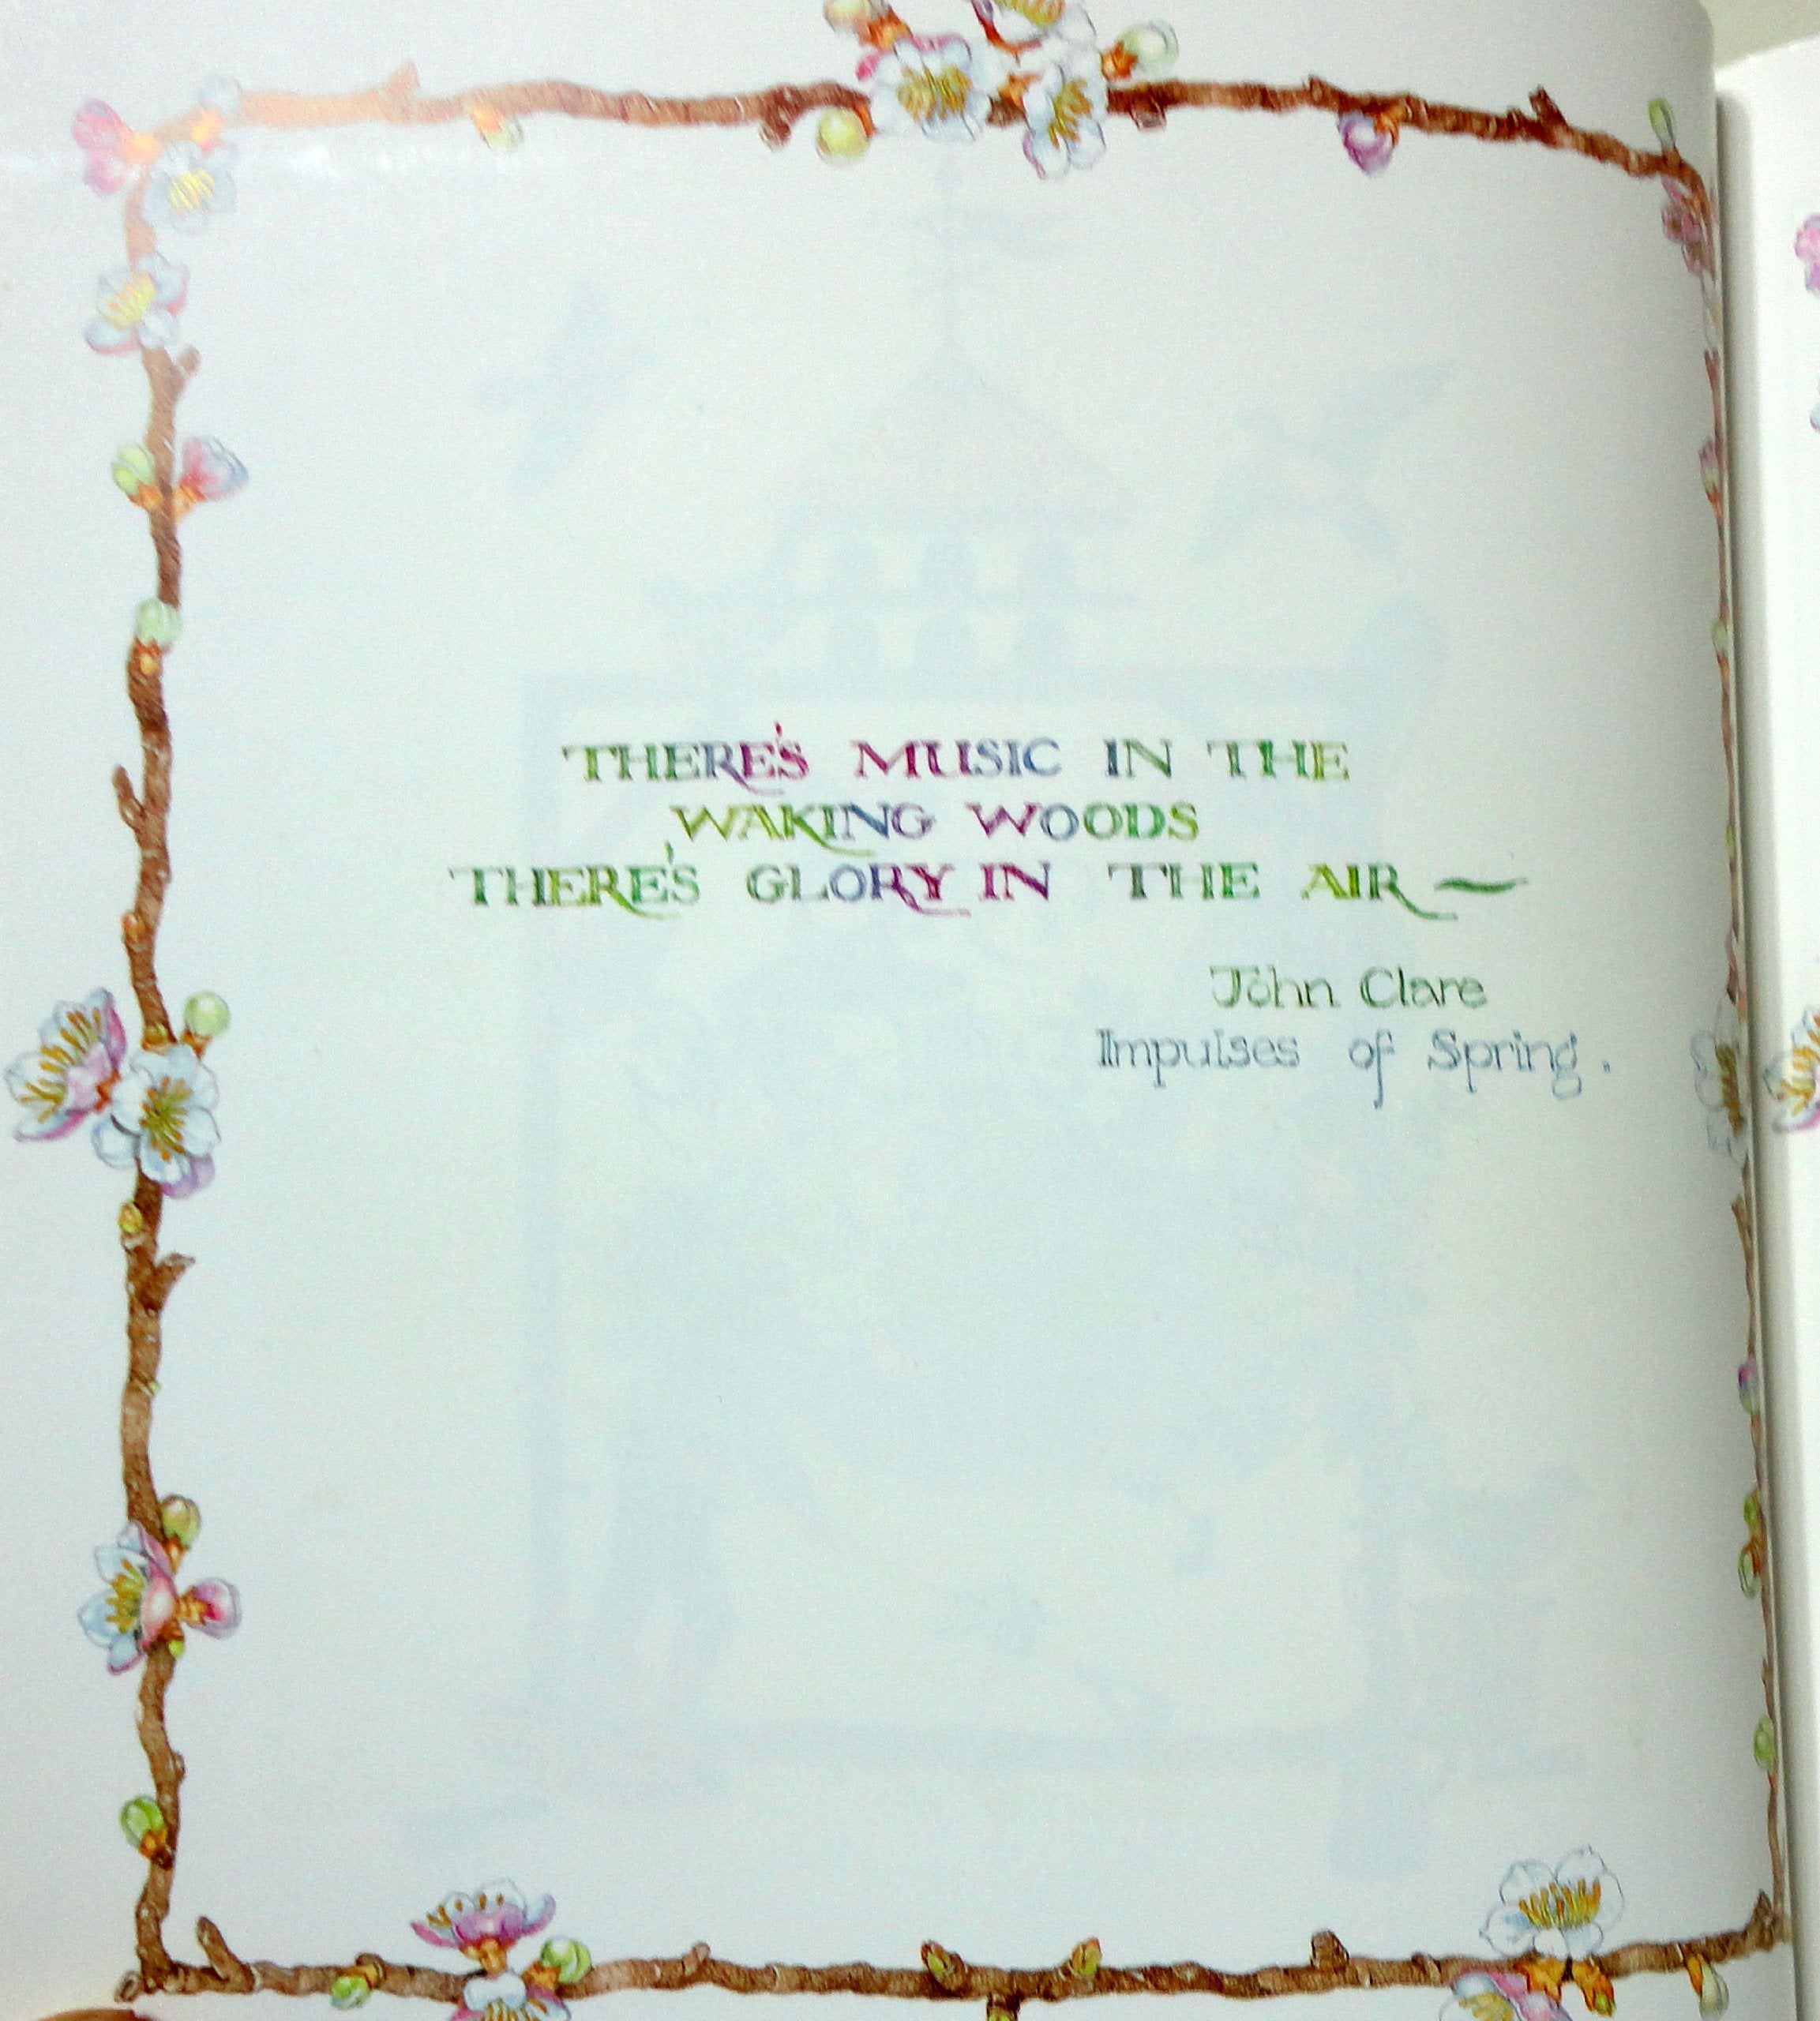 THERE'S MUSIC IN THE
WAKING WOODS
THERE'S GLORY IN THE AIR —
John Clare
Impulses of Spring.